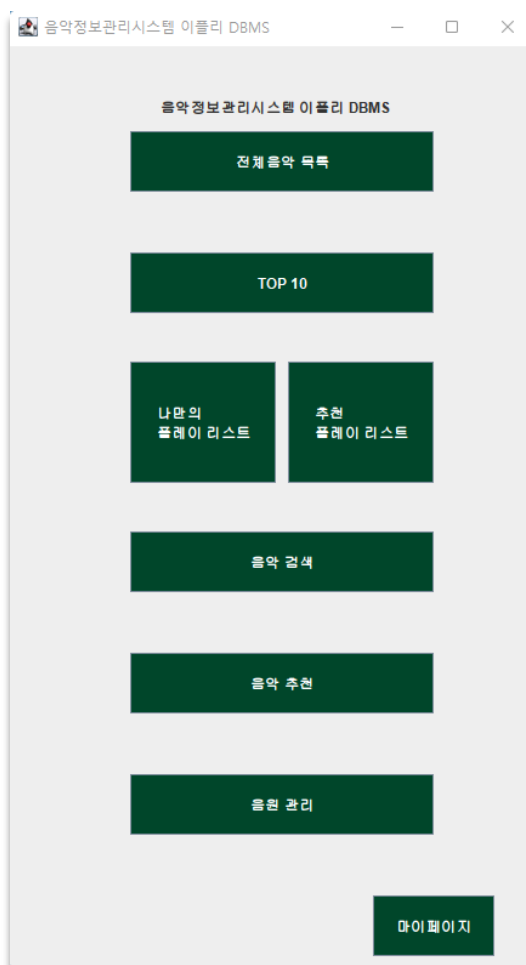 음악정보관리시스템 이플리 DBMS
음악정보관리시스템 이플리 DBMS
전체음악 목록
TOP 10
나만의
플레이 리스트
추천
플레이 리스트
음악 검색
음악 추천
음원 관리
마이페이지